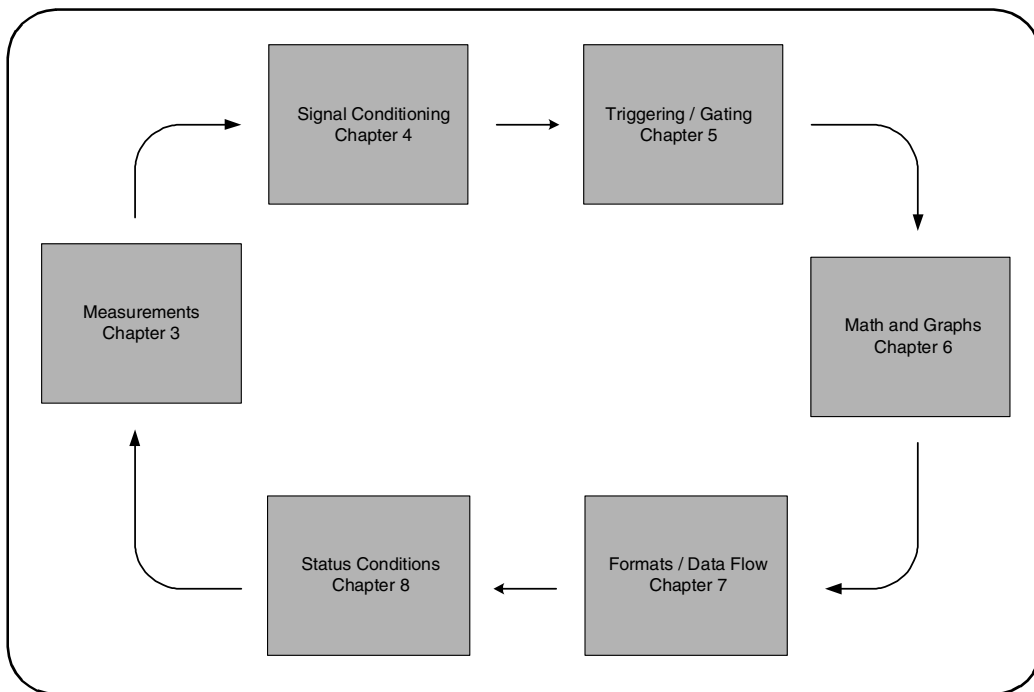 Signal Conditioning
Chapter 4
Triggering / Gating
Chapter 5
Measurements
Chapter 3
Math and Graphs
Chapter 6
Status Conditions
Chapter 8
Formats / Data Flow
Chapter 7